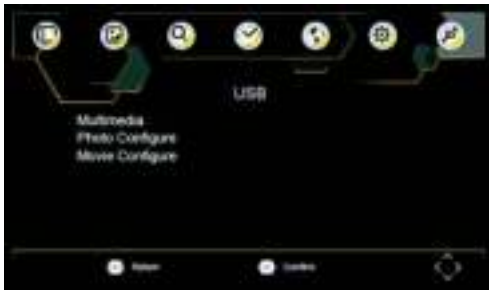 USB
Multimedia
Photo Configure
Movie Configure
Return
Confirm